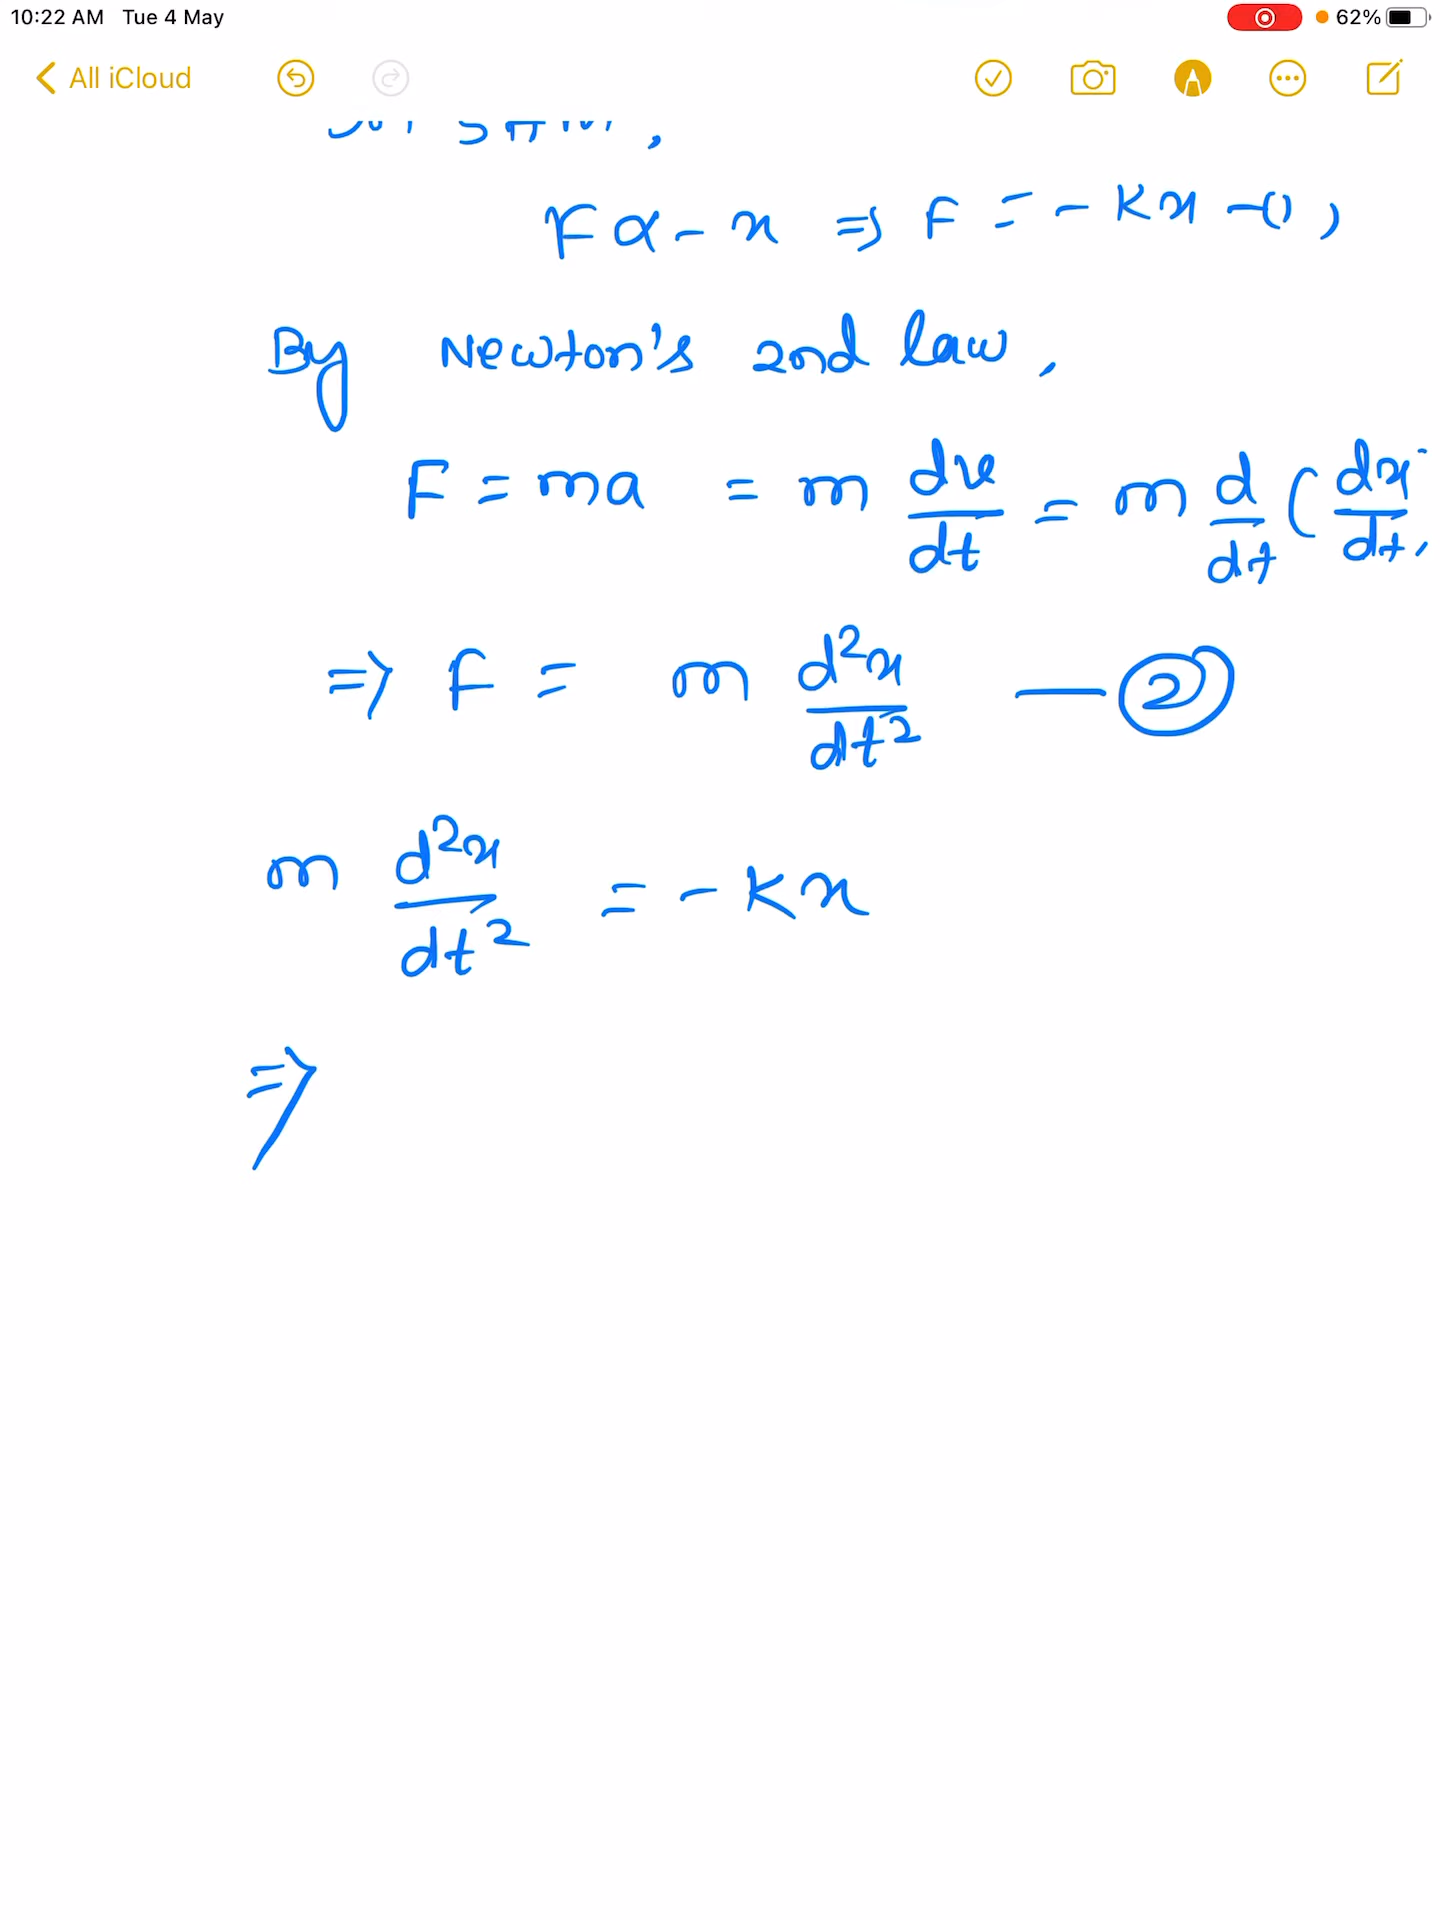 10:22 AM Tue 4 May 62%
All iCloud
F α - x ⇒ F = - Kx -(1)
By Newton's 2nd law,
F = ma = m dv/dt = m d/dt (dx/dt)
⇒ F = m d²x/dt² — ②
m d²x/dt² = - Kx
⇒